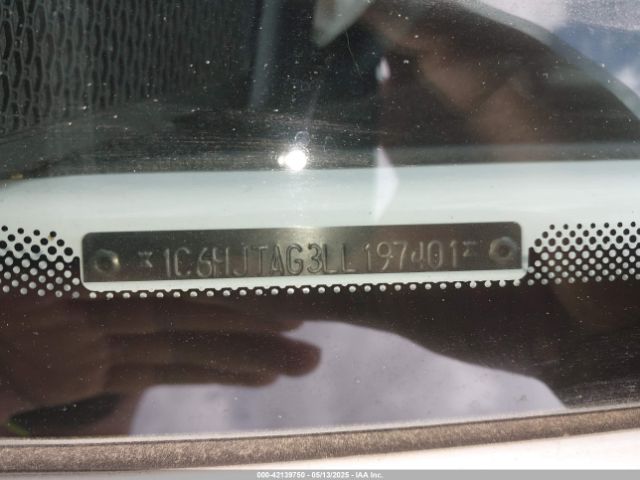 *1C6HJTAG3LL197401*
000-42139750 - 05/13/2025 - IAA Inc.